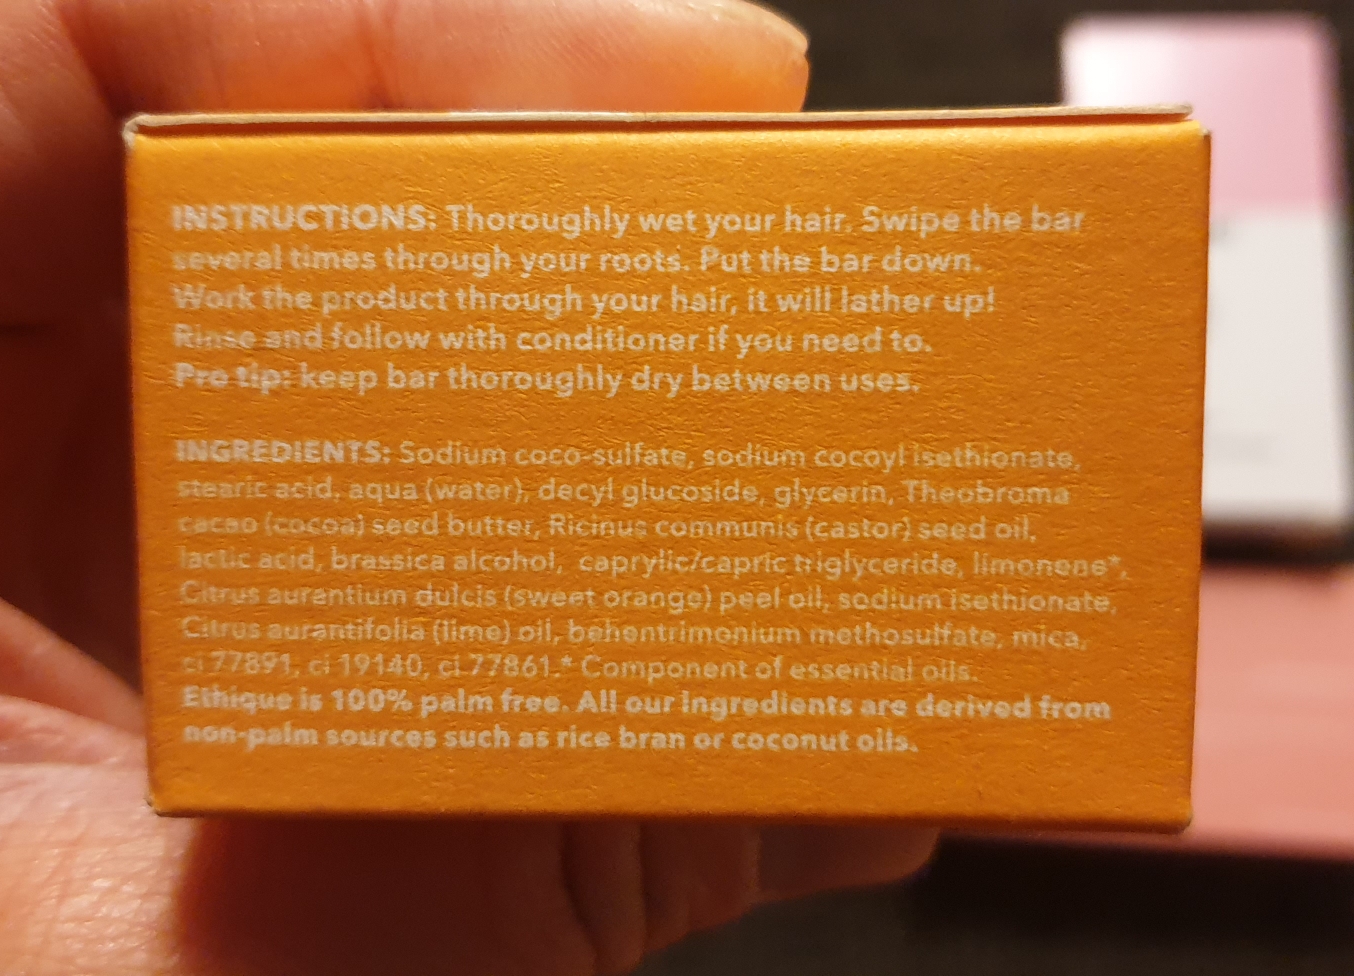 INSTRUCTIONS: Thoroughly wet your hair. Swipe the bar
several times through your roots. Put the bar down.
Work the product through your hair, it will lather up!
Rinse and follow with conditioner if you need to.
Pro tip: keep bar thoroughly dry between uses.
INGREDIENTS: Sodium coco-sulfate, sodium cocoyl isethionate,
stearic acid, aqua (water), decyl glucoside, glycerin, Theobroma
cacao (cocoa) seed butter, Ricinus communis (castor) seed oil,
lactic acid, brassica alcohol, caprylic/capric triglyceride, limonene*,
Citrus aurantium dulcis (sweet orange) peel oil, sodium isethionate,
Citrus aurantifolia (lime) oil, behentrimonium methosulfate, mica,
ci 77891, ci 19140, ci 77861.* Component of essential oils.
Ethique is 100% palm free. All our ingredients are derived from
non-palm sources such as rice bran or coconut oils.